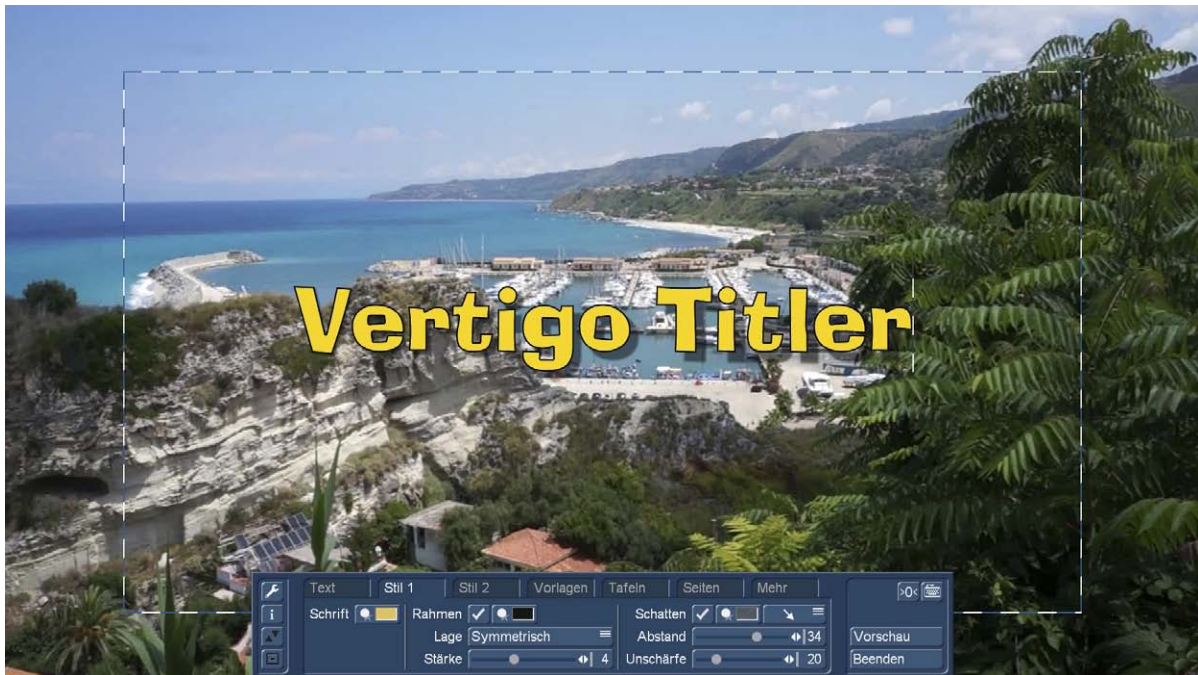 Vertigo Titler
Text Stil 1 Stil 2 Vorlagen Tafeln Seiten Mehr
>0<
Schrift Rahmen Schatten
Lage Symmetrisch Abstand 34 Vorschau
Stärke 4 Unschärfe 20 Beenden